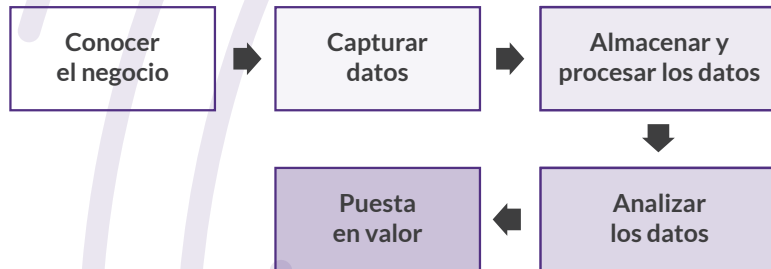 Conocer
el negocio
Capturar
datos
Almacenar y
procesar los datos
Analizar
los datos
Puesta
en valor